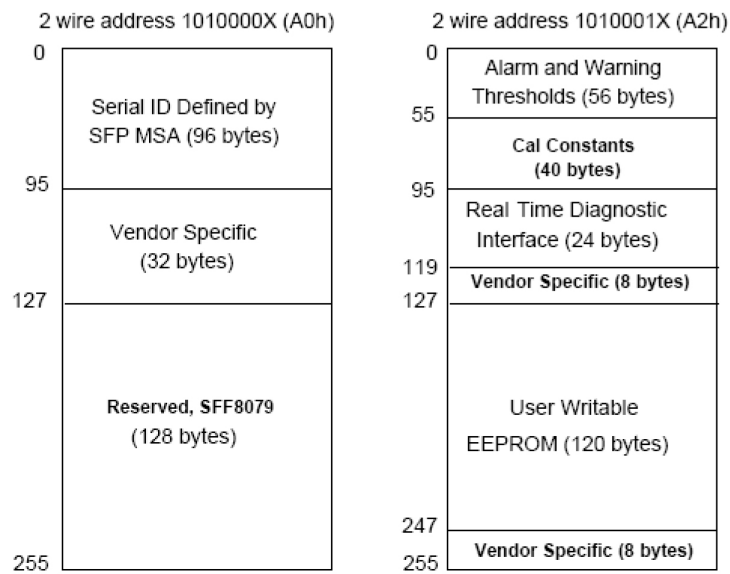 2 wire address 1010000X (A0h)
0
Serial ID Defined by
SFP MSA (96 bytes)
95
Vendor Specific
(32 bytes)
127
Reserved, SFF8079
(128 bytes)
255
2 wire address 1010001X (A2h)
0
Alarm and Warning
Thresholds (56 bytes)
55
Cal Constants
(40 bytes)
95
Real Time Diagnostic
Interface (24 bytes)
119
Vendor Specific (8 bytes)
127
User Writable
EEPROM (120 bytes)
247
Vendor Specific (8 bytes)
255